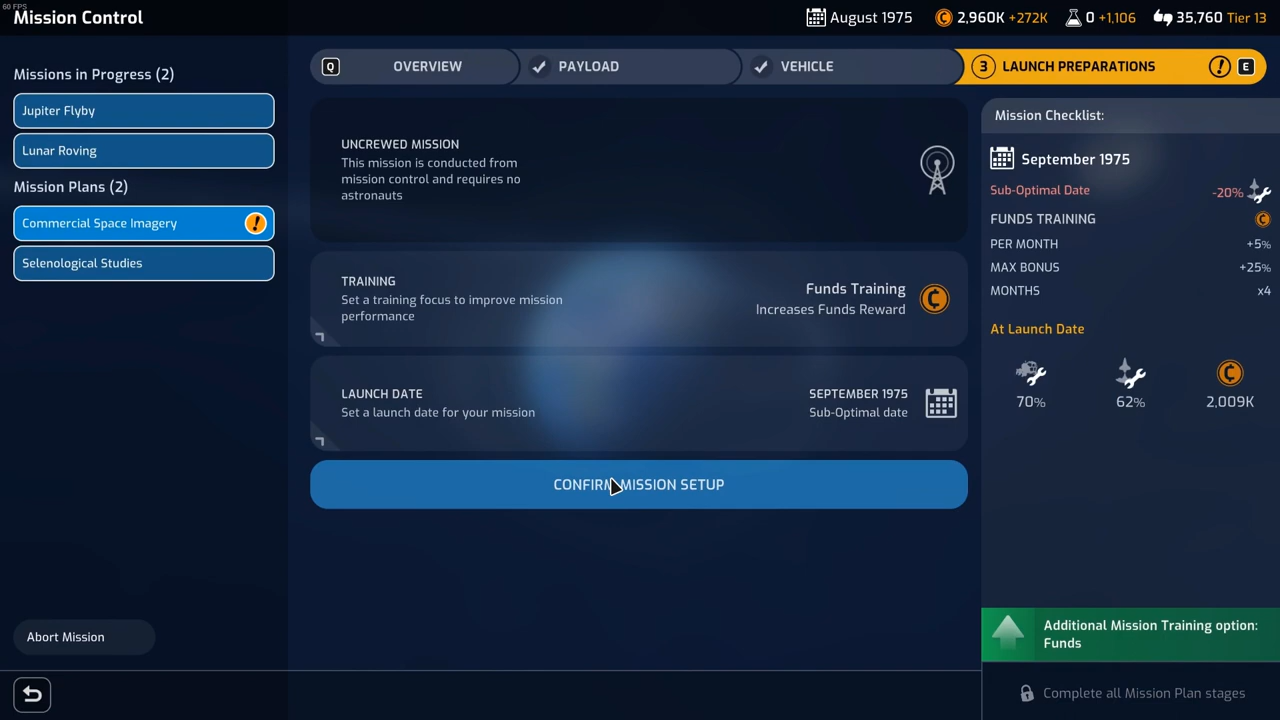 60 FPS
Mission Control
August 1975
2,960K +272K
0 +1,106
35,760 Tier 13
Missions in Progress (2)
Jupiter Flyby
Lunar Roving
Mission Plans (2)
Commercial Space Imagery
Selenological Studies
Abort Mission
Q
OVERVIEW
PAYLOAD
VEHICLE
3 LAUNCH PREPARATIONS
E
UNCREWED MISSION
This mission is conducted from
mission control and requires no
astronauts
TRAINING
Set a training focus to improve mission
performance
Funds Training
Increases Funds Reward
LAUNCH DATE
Set a launch date for your mission
SEPTEMBER 1975
Sub-Optimal date
CONFIRM MISSION SETUP
Mission Checklist:
September 1975
Sub-Optimal Date -20%
FUNDS TRAINING
PER MONTH +5%
MAX BONUS +25%
MONTHS x4
At Launch Date
70% 62% 2,009K
Additional Mission Training option:
Funds
Complete all Mission Plan stages